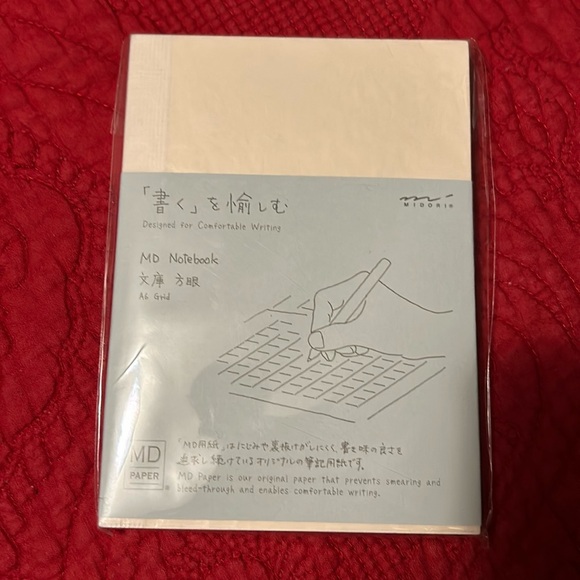 「書く」を愉しむ
Designed for Comfortable Writing
MIDORI®
MD Notebook
文庫 方眼
A6 Grid
「MD用紙」はにじみや裏抜けがしにくく、書き味の良さを
追求し続けているオリジナルの筆記用紙です。
MD Paper is our original paper that prevents smearing and
bleed-through and enables comfortable writing.
MD
PAPER®